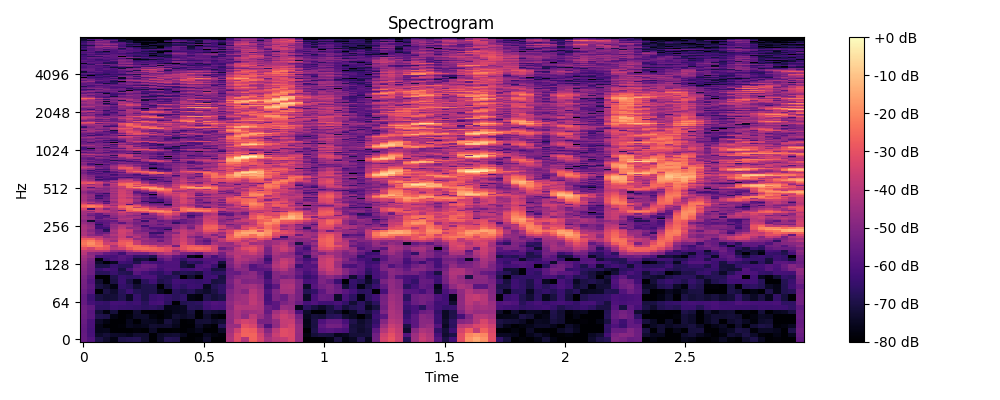 Spectrogram
Hz
4096
2048
1024
512
256
128
64
0
0
0.5
1
1.5
2
2.5
Time
+0 dB
-10 dB
-20 dB
-30 dB
-40 dB
-50 dB
-60 dB
-70 dB
-80 dB